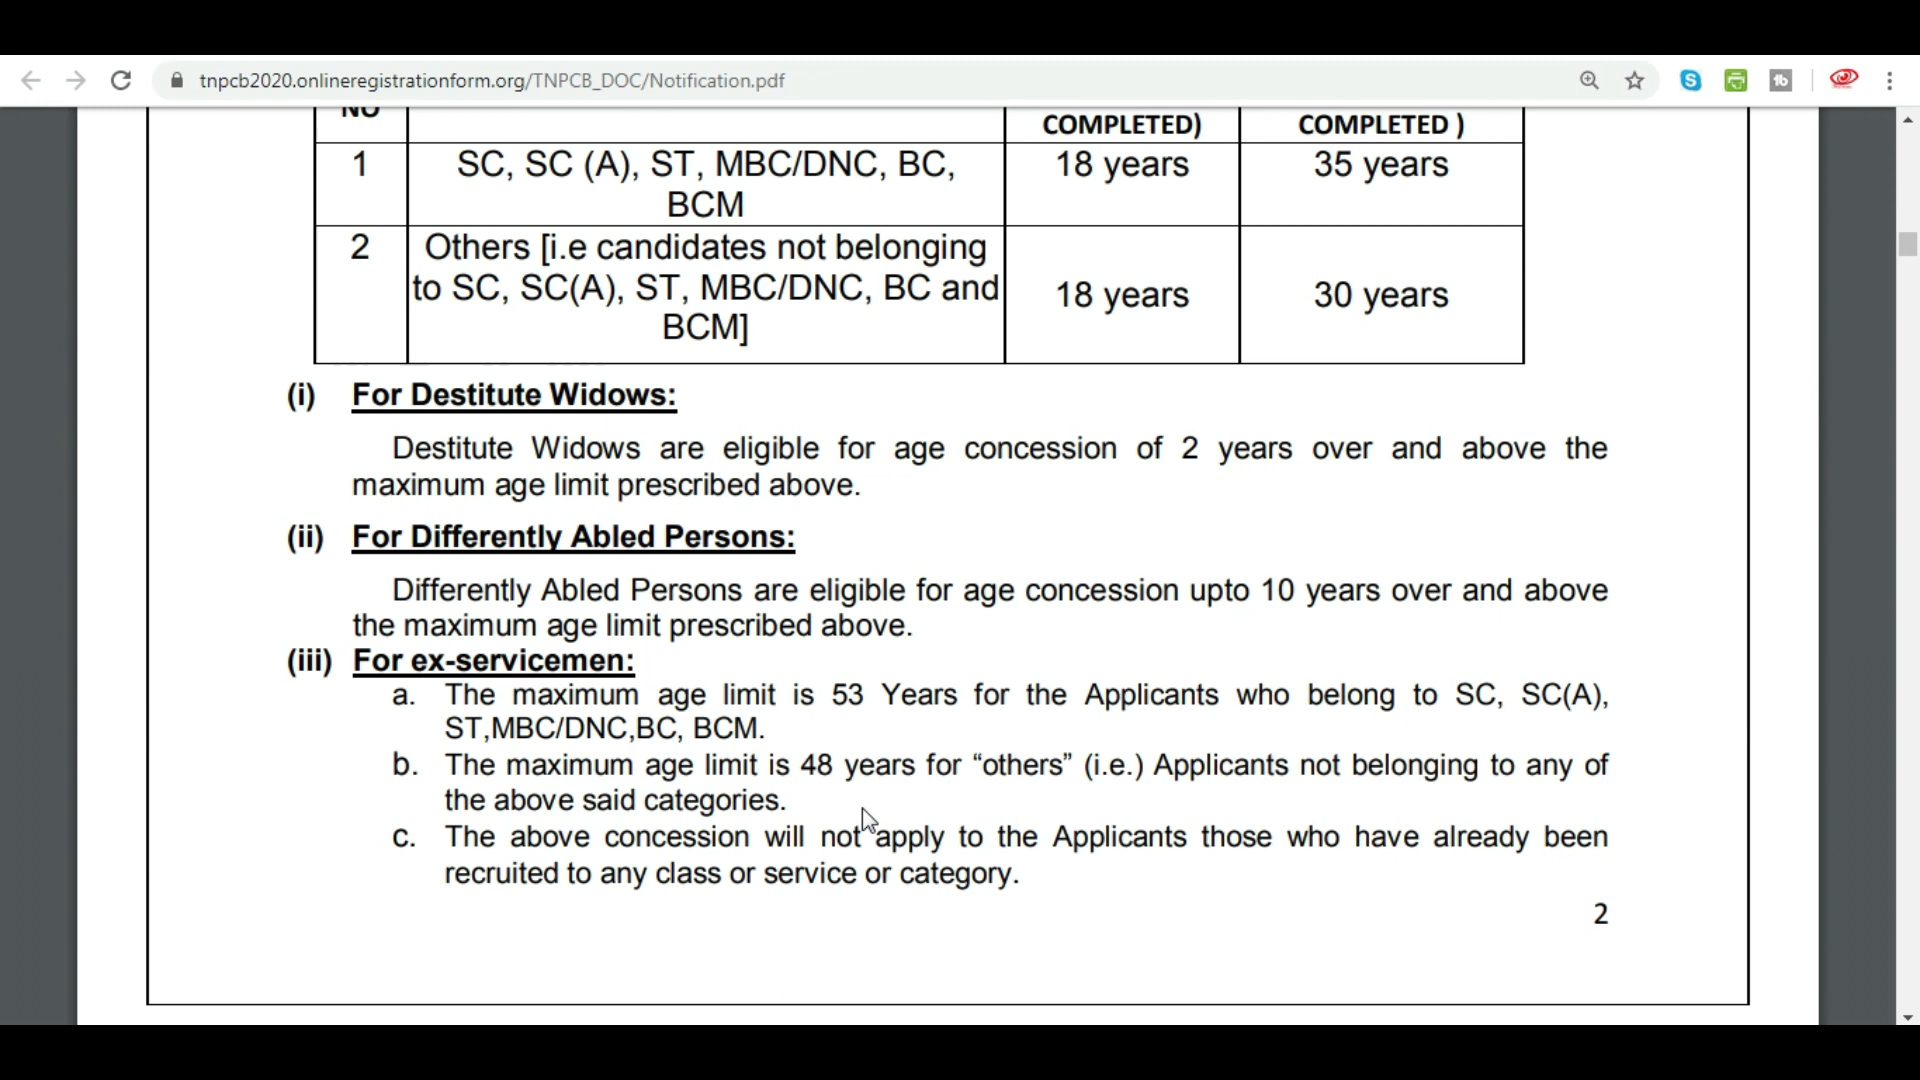 tnpcb2020.onlineregistrationform.org/TNPCB_DOC/Notification.pdf
NO
COMPLETED)
COMPLETED )
1
SC, SC (A), ST, MBC/DNC, BC,
BCM
18 years
35 years
2
Others [i.e candidates not belonging
to SC, SC(A), ST, MBC/DNC, BC and
BCM]
18 years
30 years
(i) For Destitute Widows:
Destitute Widows are eligible for age concession of 2 years over and above the
maximum age limit prescribed above.
(ii) For Differently Abled Persons:
Differently Abled Persons are eligible for age concession upto 10 years over and above
the maximum age limit prescribed above.
(iii) For ex-servicemen:
a. The maximum age limit is 53 Years for the Applicants who belong to SC, SC(A),
ST,MBC/DNC,BC, BCM.
b. The maximum age limit is 48 years for “others” (i.e.) Applicants not belonging to any of
the above said categories.
c. The above concession will not apply to the Applicants those who have already been
recruited to any class or service or category.
2